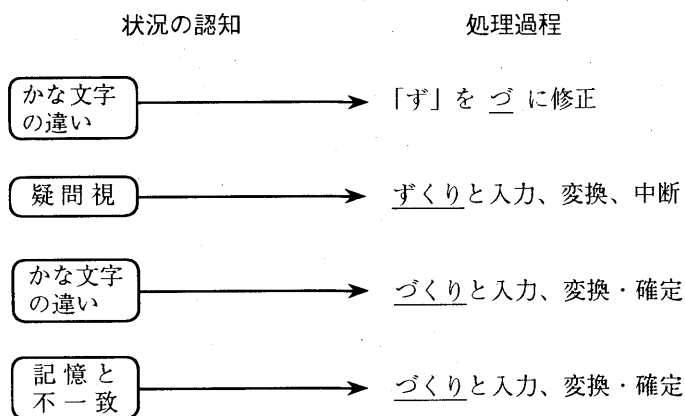 状況の認知 処理過程
かな文字
の違い
「ず」を づ に修正
疑問視
ずくりと入力、変換、中断
かな文字
の違い
づくりと入力、変換・確定
記憶と
不一致
づくりと入力、変換・確定